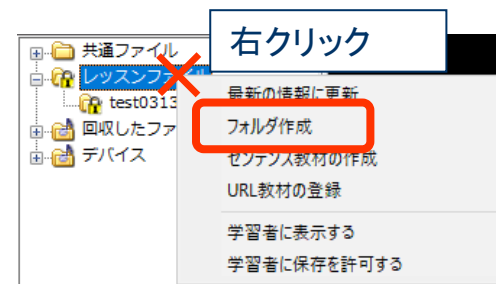 右クリック
共通ファイル
レッスンファイル
test0313
回収したファ
デバイス
最新の情報に更新
フォルダ作成
センテンス教材の作成
URL教材の登録
学習者に表示する
学習者に保存を許可する